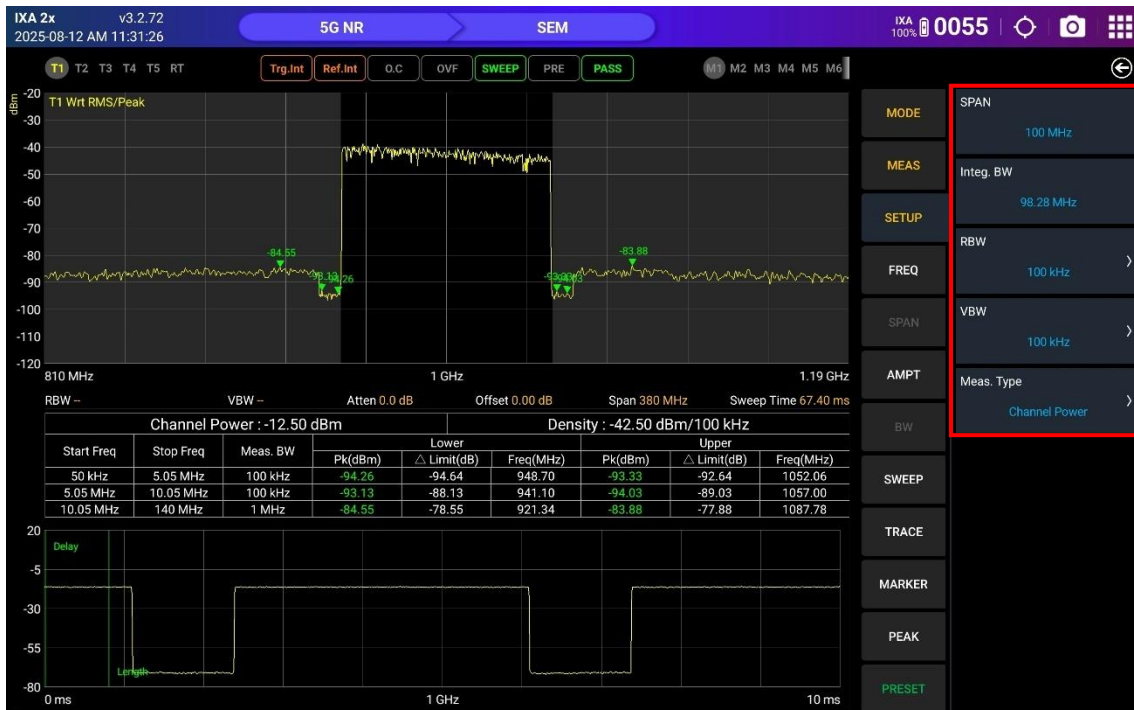 IXA 2x v3.2.72
2025-08-12 AM 11:31:26
5G NR SEM
IXA 100% 0055
T1 T2 T3 T4 T5 RT
Trg.Int Ref.Int O.C OVF SWEEP PRE PASS
M1 M2 M3 M4 M5 M6
dBm
T1 Wrt RMS/Peak
-20
-30
-40
-50
-60
-70
-80
-90
-100
-110
-120
-84.55
-93.13
-94.26
-93.33
-94.03
-83.88
810 MHz 1 GHz 1.19 GHz
RBW -- VBW -- Atten 0.0 dB Offset 0.00 dB Span 380 MHz Sweep Time 67.40 ms
Channel Power : -12.50 dBm Density : -42.50 dBm/100 kHz
Start Freq Stop Freq Meas. BW Lower Upper
Pk(dBm) △ Limit(dB) Freq(MHz) Pk(dBm) △ Limit(dB) Freq(MHz)
50 kHz 5.05 MHz 100 kHz -94.26 -94.64 948.70 -93.33 -92.64 1052.06
5.05 MHz 10.05 MHz 100 kHz -93.13 -88.13 941.10 -94.03 -89.03 1057.00
10.05 MHz 140 MHz 1 MHz -84.55 -78.55 921.34 -83.88 -77.88 1087.78
20
-5
-30
-55
-80
Delay
Length
0 ms 1 GHz 10 ms
MODE
MEAS
SETUP
FREQ
SPAN
AMPT
BW
SWEEP
TRACE
MARKER
PEAK
PRESET
SPAN
100 MHz
Integ. BW
98.28 MHz
RBW
100 kHz
VBW
100 kHz
Meas. Type
Channel Power